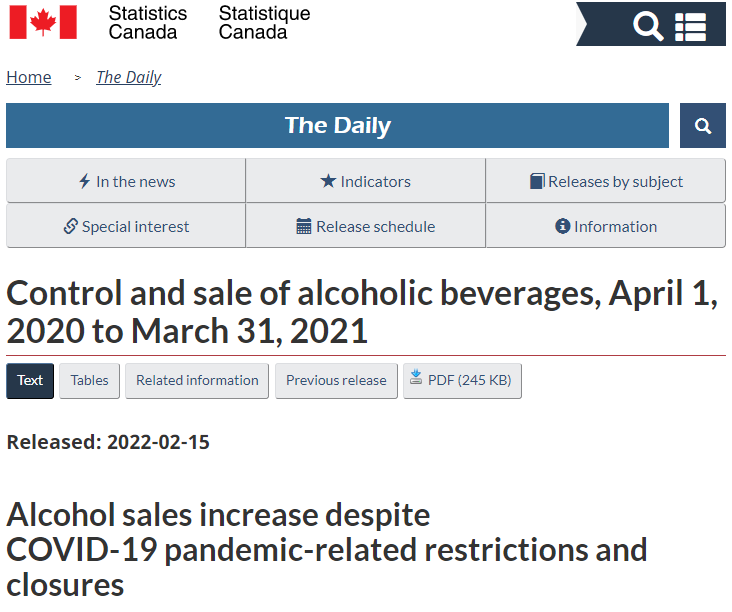 Statistics Statistique
Canada Canada
Home > The Daily
The Daily
In the news Indicators Releases by subject
Special interest Release schedule Information
Control and sale of alcoholic beverages, April 1,
2020 to March 31, 2021
Text Tables Related information Previous release PDF (245 KB)
Released: 2022-02-15
Alcohol sales increase despite
COVID-19 pandemic-related restrictions and
closures